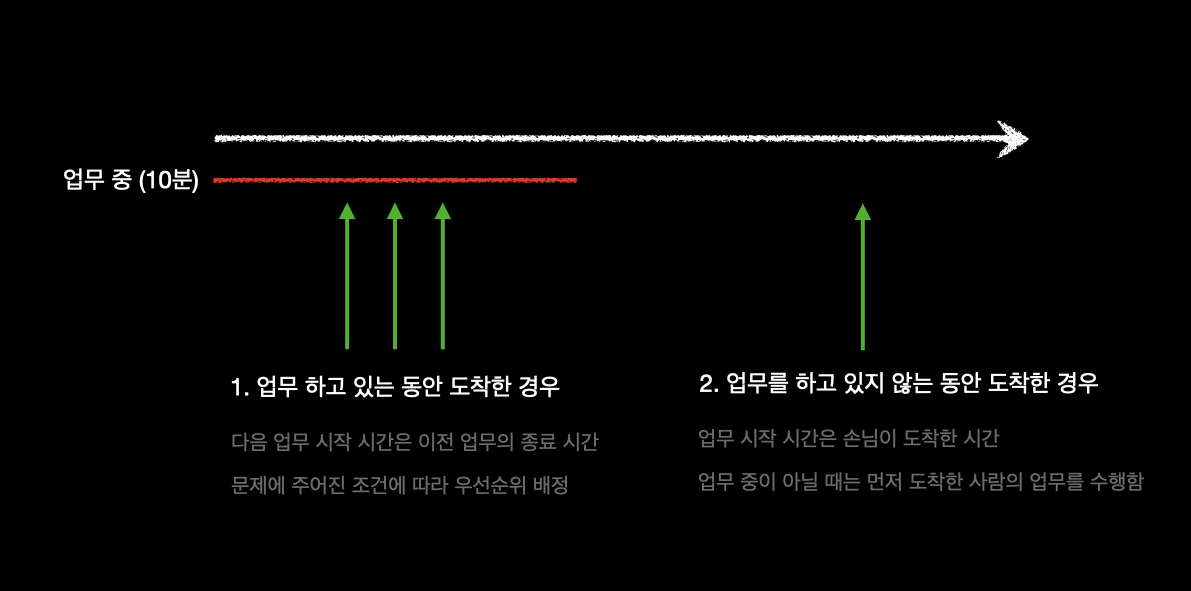 업무 중 (10분)
1. 업무 하고 있는 동안 도착한 경우
다음 업무 시작 시간은 이전 업무의 종료 시간
문제에 주어진 조건에 따라 우선순위 배정
2. 업무를 하고 있지 않는 동안 도착한 경우
업무 시작 시간은 손님이 도착한 시간
업무 중이 아닐 때는 먼저 도착한 사람의 업무를 수행함